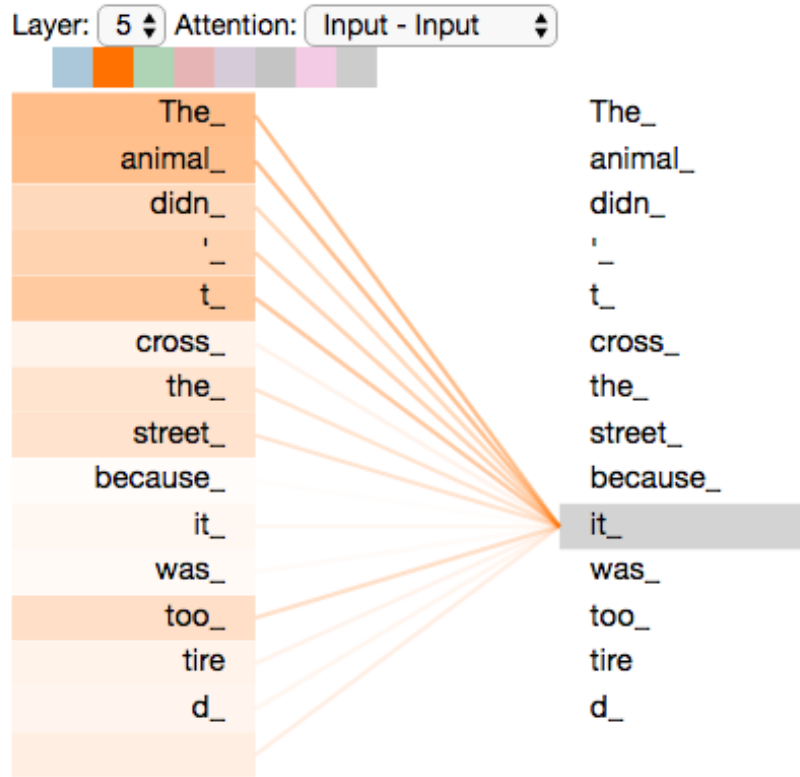 Layer: 5 Attention: Input - Input
The_ The_
animal_ animal_
didn_ didn_
'_ '_
t_ t_
cross_ cross_
the_ the_
street_ street_
because_ because_
it_ it_
was_ was_
too_ too_
tire tire
d_ d_